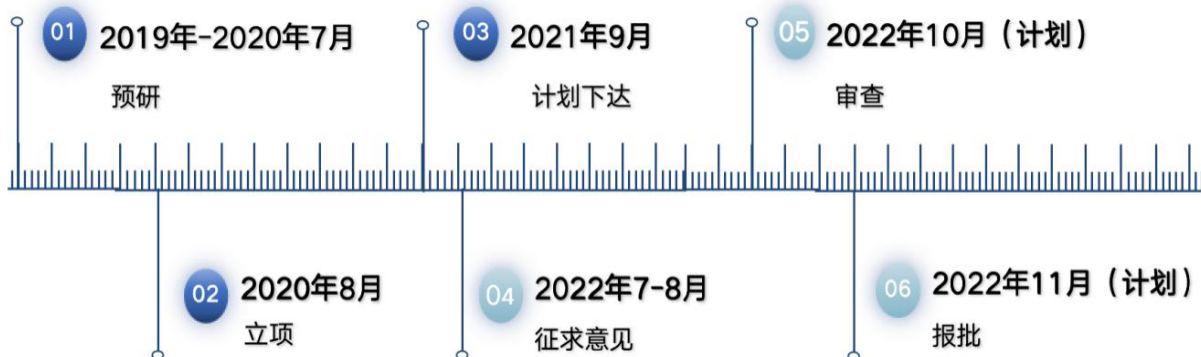 01 2019年-2020年7月
预研
02 2020年8月
立项
03 2021年9月
计划下达
04 2022年7-8月
征求意见
05 2022年10月（计划）
审查
06 2022年11月（计划）
报批